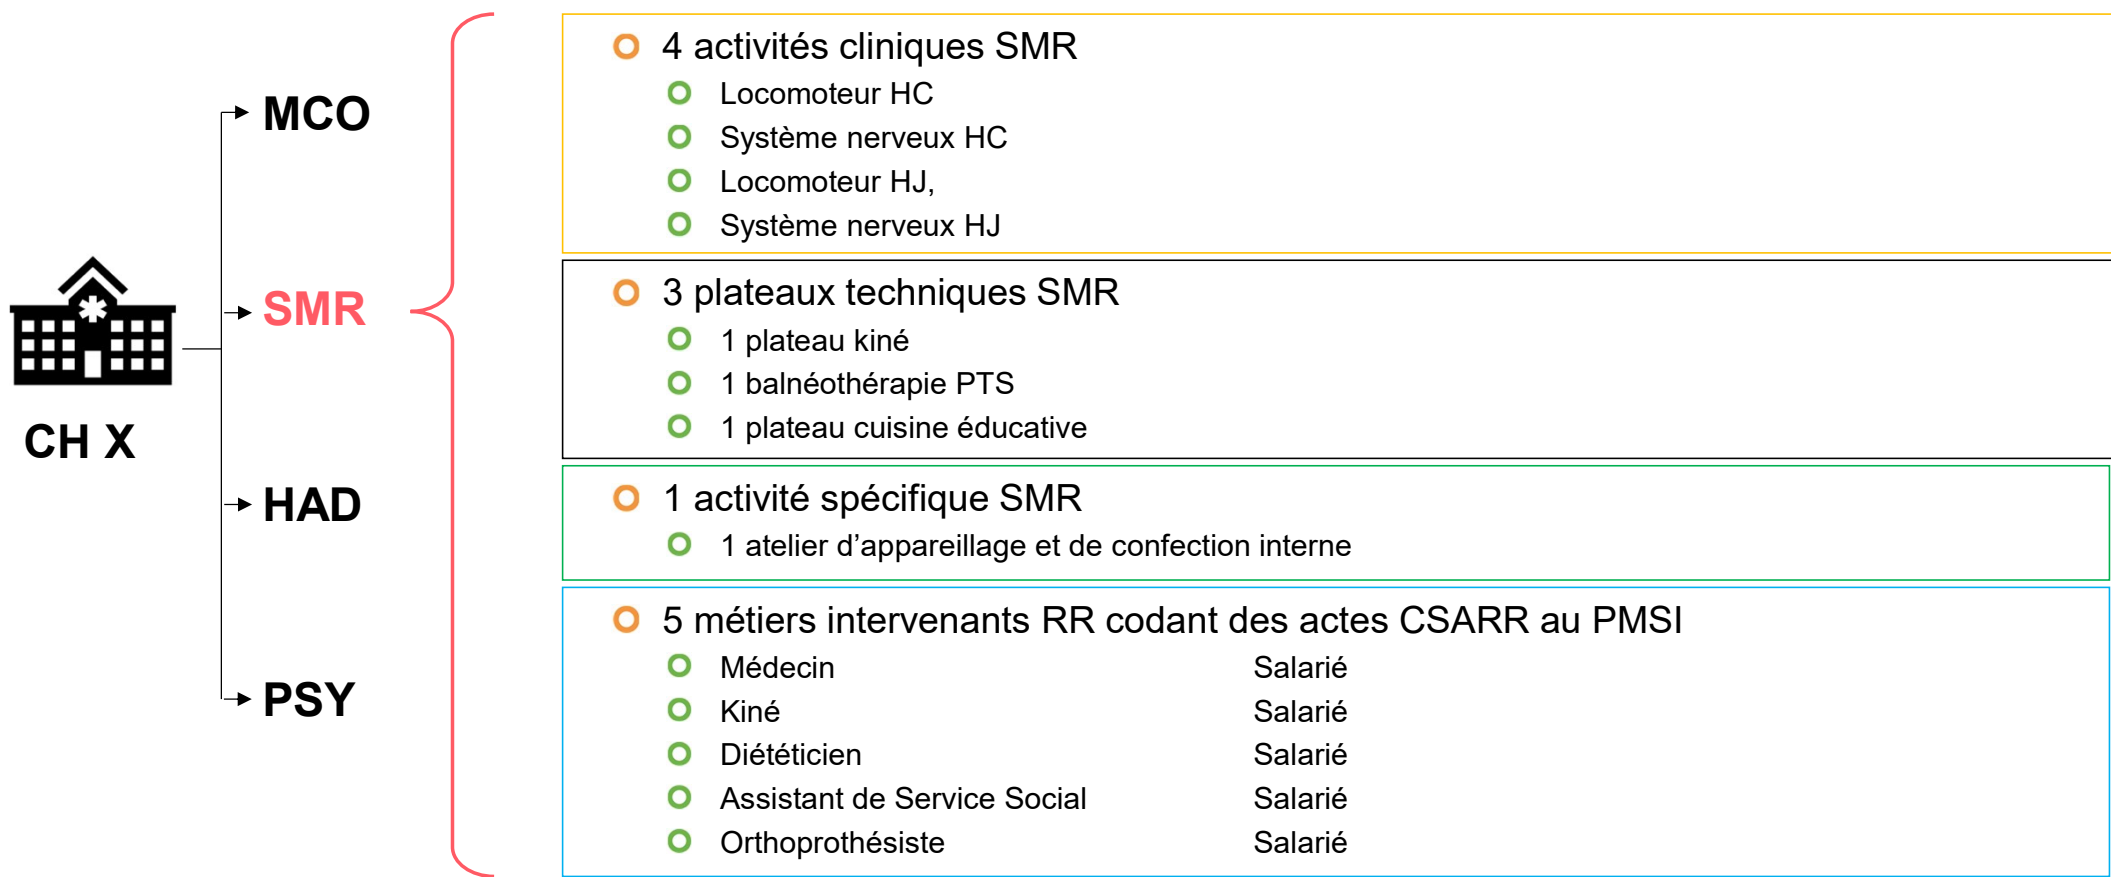 CH X
MCO
SMR
HAD
PSY
4 activités cliniques SMR
Locomoteur HC
Système nerveux HC
Locomoteur HJ,
Système nerveux HJ
3 plateaux techniques SMR
1 plateau kiné
1 balnéothérapie PTS
1 plateau cuisine éducative
1 activité spécifique SMR
1 atelier d’appareillage et de confection interne
5 métiers intervenants RR codant des actes CSARR au PMSI
Médecin Salarié
Kiné Salarié
Diététicien Salarié
Assistant de Service Social Salarié
Orthoprothésiste Salarié